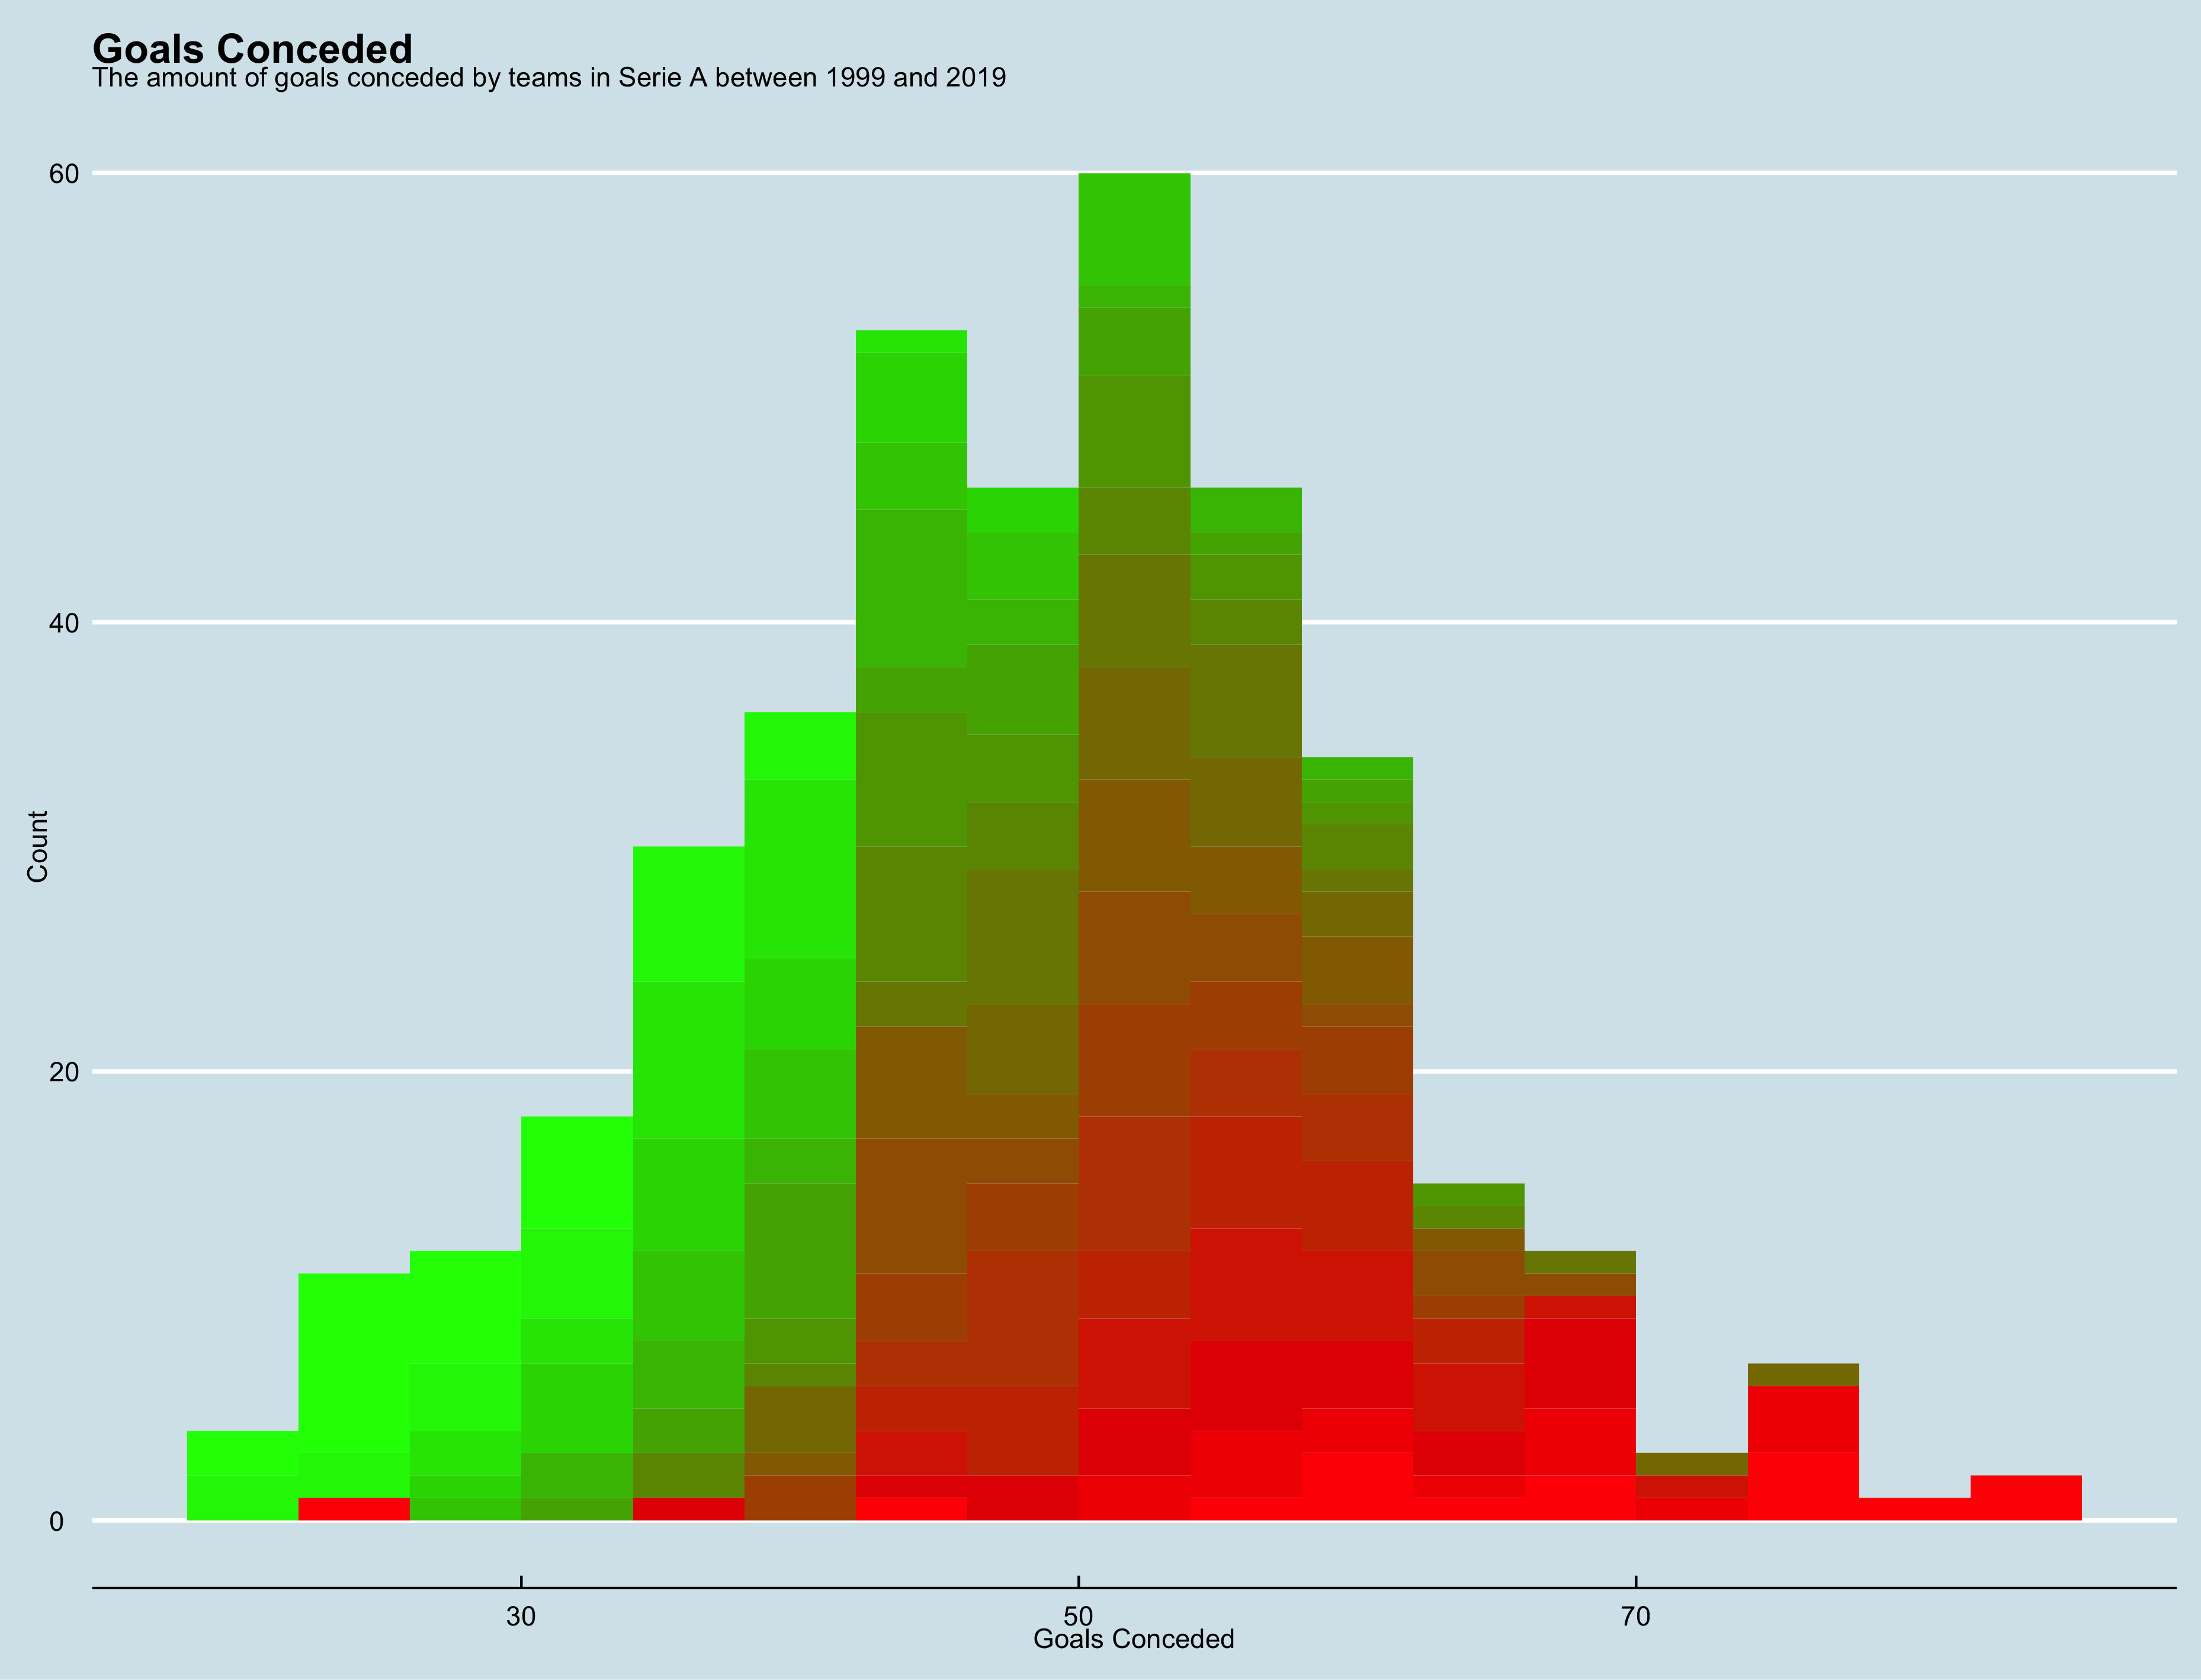 Goals Conceded
The amount of goals conceded by teams in Serie A between 1999 and 2019
60
40
20
0
Count
30 50 70
Goals Conceded